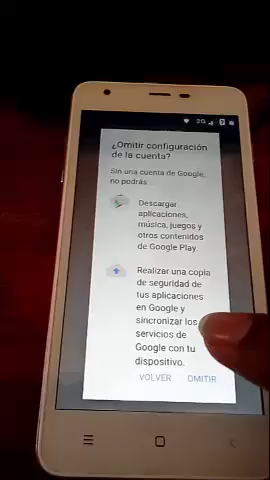 2G
¿Omitir configuración
de la cuenta?
Sin una cuenta de Google,
no podrás...
Descargar
aplicaciones,
música, juegos y
otros contenidos
de Google Play.
Realizar una copia
de seguridad de
tus aplicaciones
en Google y
sincronizar los
servicios de
Google con tu
dispositivo.
VOLVER OMITIR